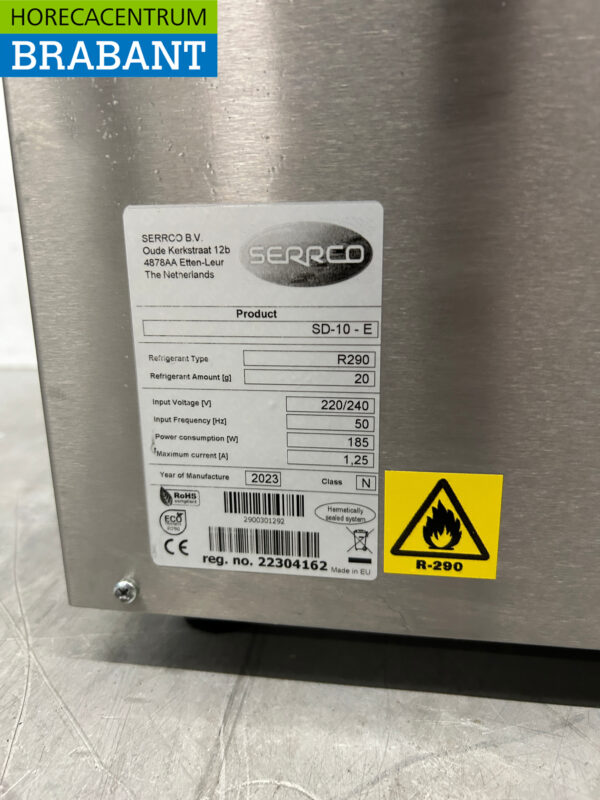 HORECACENTRUM
BRABANT
SERRCO B.V.
Oude Kerkstraat 12b
4878AA Etten-Leur
The Netherlands
SERRCO
Product
SD-10 - E
Refrigerant Type R290
Refrigerant Amount [g] 20
Input Voltage [V] 220/240
Input Frequency [Hz] 50
Power consumption [W] 185
Maximum current [A] 1,25
Year of Manufacture 2023 Class N
RoHS
2900301292
Hermetically
sealed system
ECO
CE
reg. no. 22304162
Made in EU
R-290